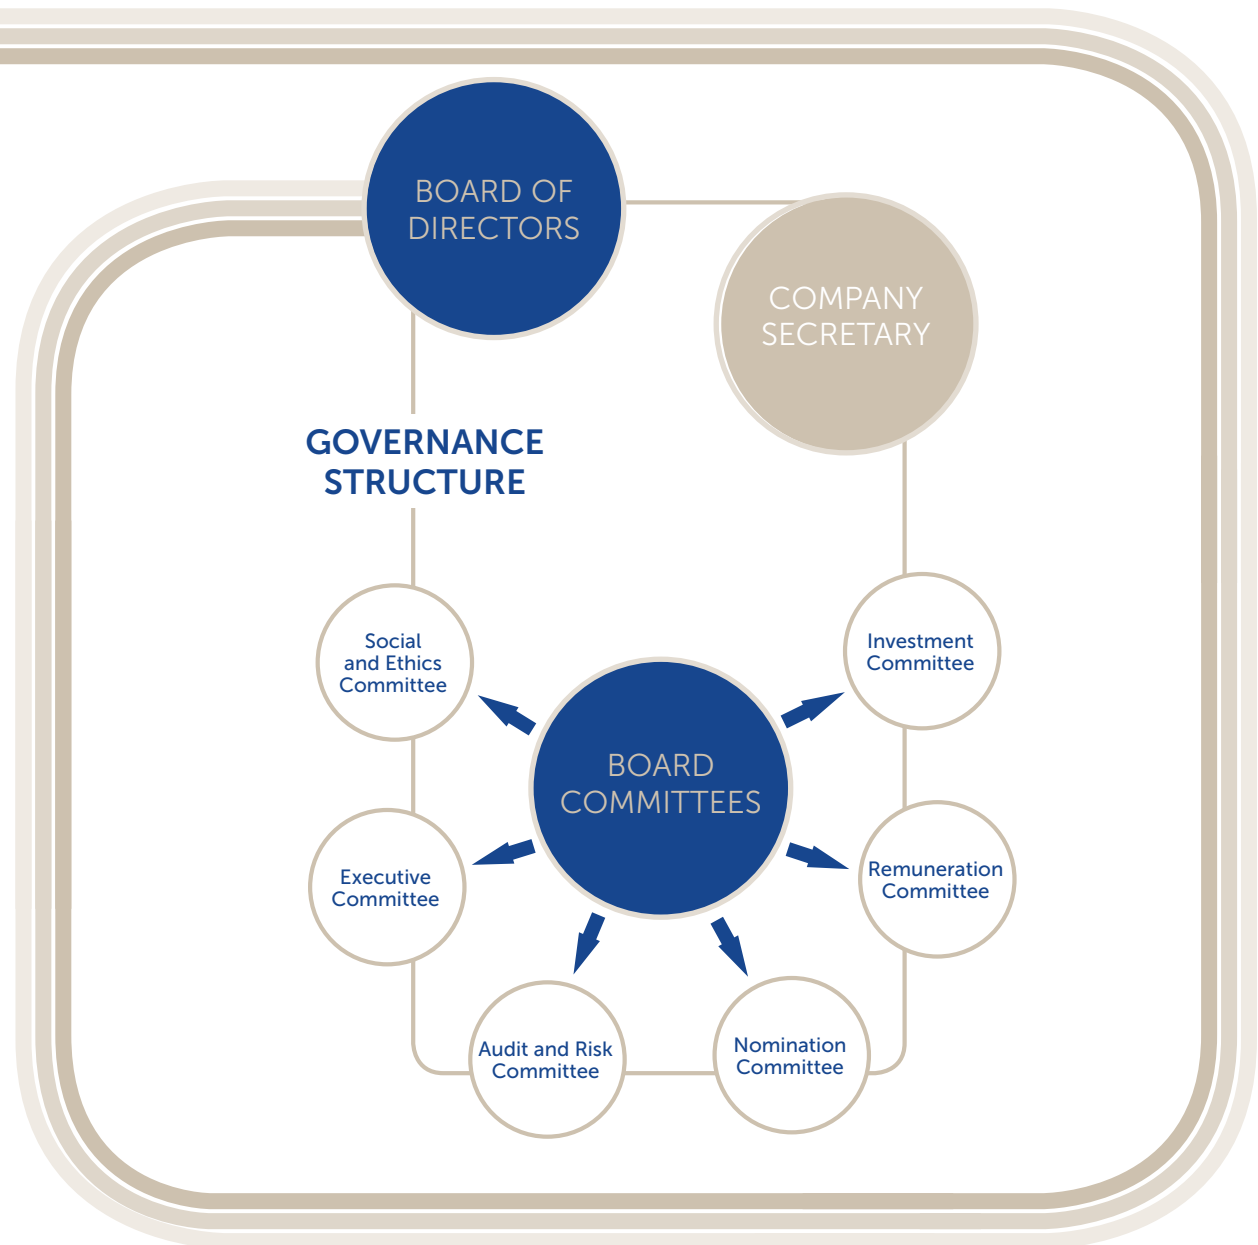 BOARD OF
DIRECTORS
COMPANY
SECRETARY
GOVERNANCE
STRUCTURE
Social
and Ethics
Committee
Investment
Committee
BOARD
COMMITTEES
Executive
Committee
Remuneration
Committee
Audit and Risk
Committee
Nomination
Committee